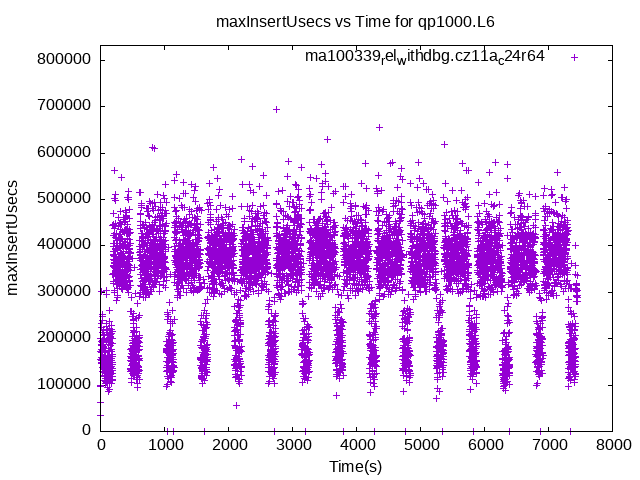 maxInsertUsecs vs Time for qp1000.L6
ma100339_rel_withdbg.cz11a_c24r64
800000
700000
600000
500000
400000
300000
200000
100000
0
maxInsertUsecs
0 1000 2000 3000 4000 5000 6000 7000 8000
Time(s)